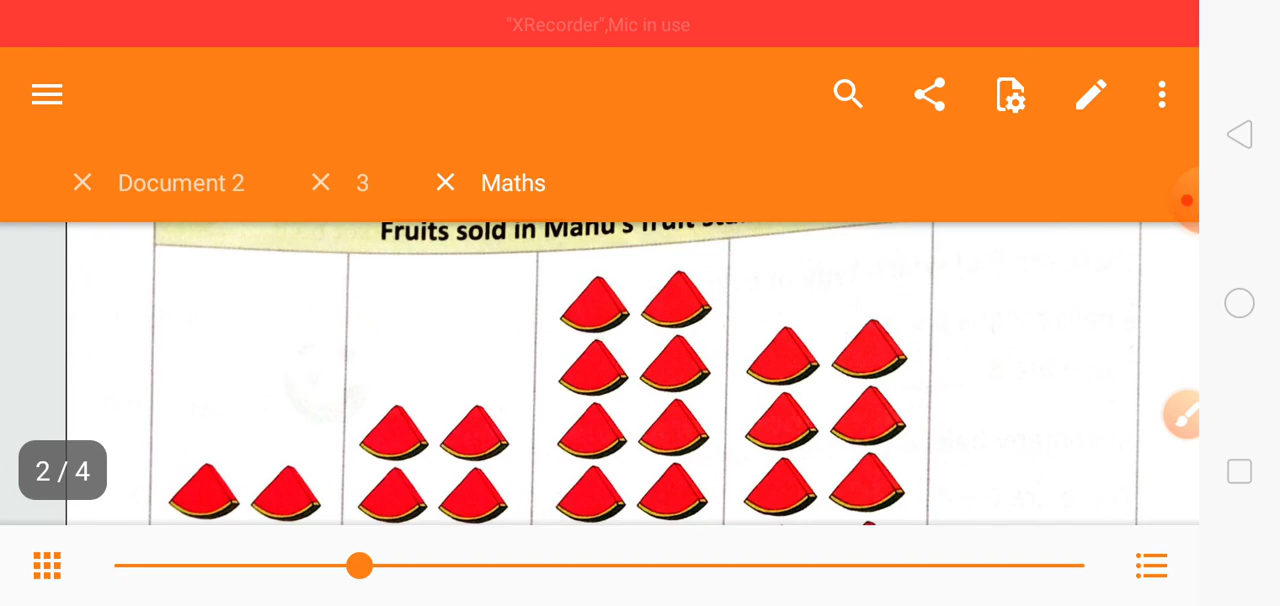 "XRecorder",Mic in use
Document 2
3
Maths
Fruits sold in Manu's fruit
2 / 4